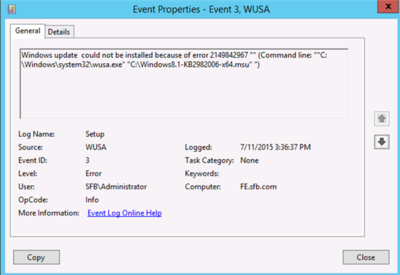 Event Properties - Event 3, WUSA
x
General Details
Windows update could not be installed because of error 2149842967 "" (Command line: ""C:
\Windows\system32\wusa.exe" "C:\Windows8.1-KB2982006-x64.msu" ")
Log Name: Setup
Source: WUSA Logged: 7/11/2015 3:36:37 PM
Event ID: 3 Task Category: None
Level: Error Keywords:
User: SFB\Administrator Computer: FE.sfb.com
OpCode: Info
More Information: Event Log Online Help
Copy Close